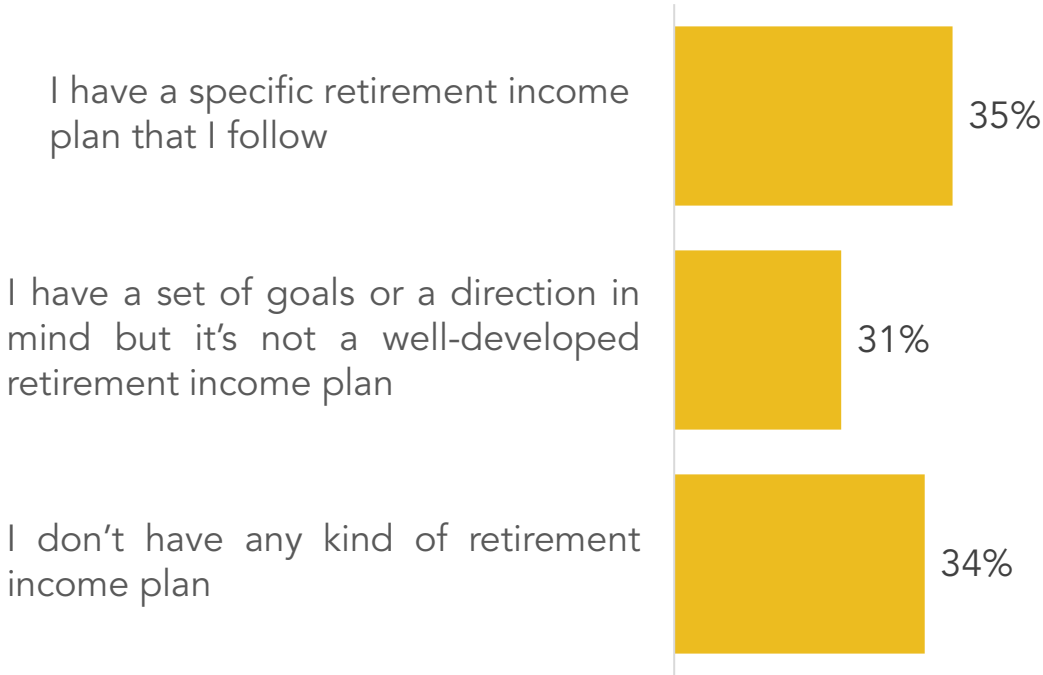 I have a specific retirement income
plan that I follow
35%
I have a set of goals or a direction in
mind but it’s not a well-developed
retirement income plan
31%
I don’t have any kind of retirement
income plan
34%